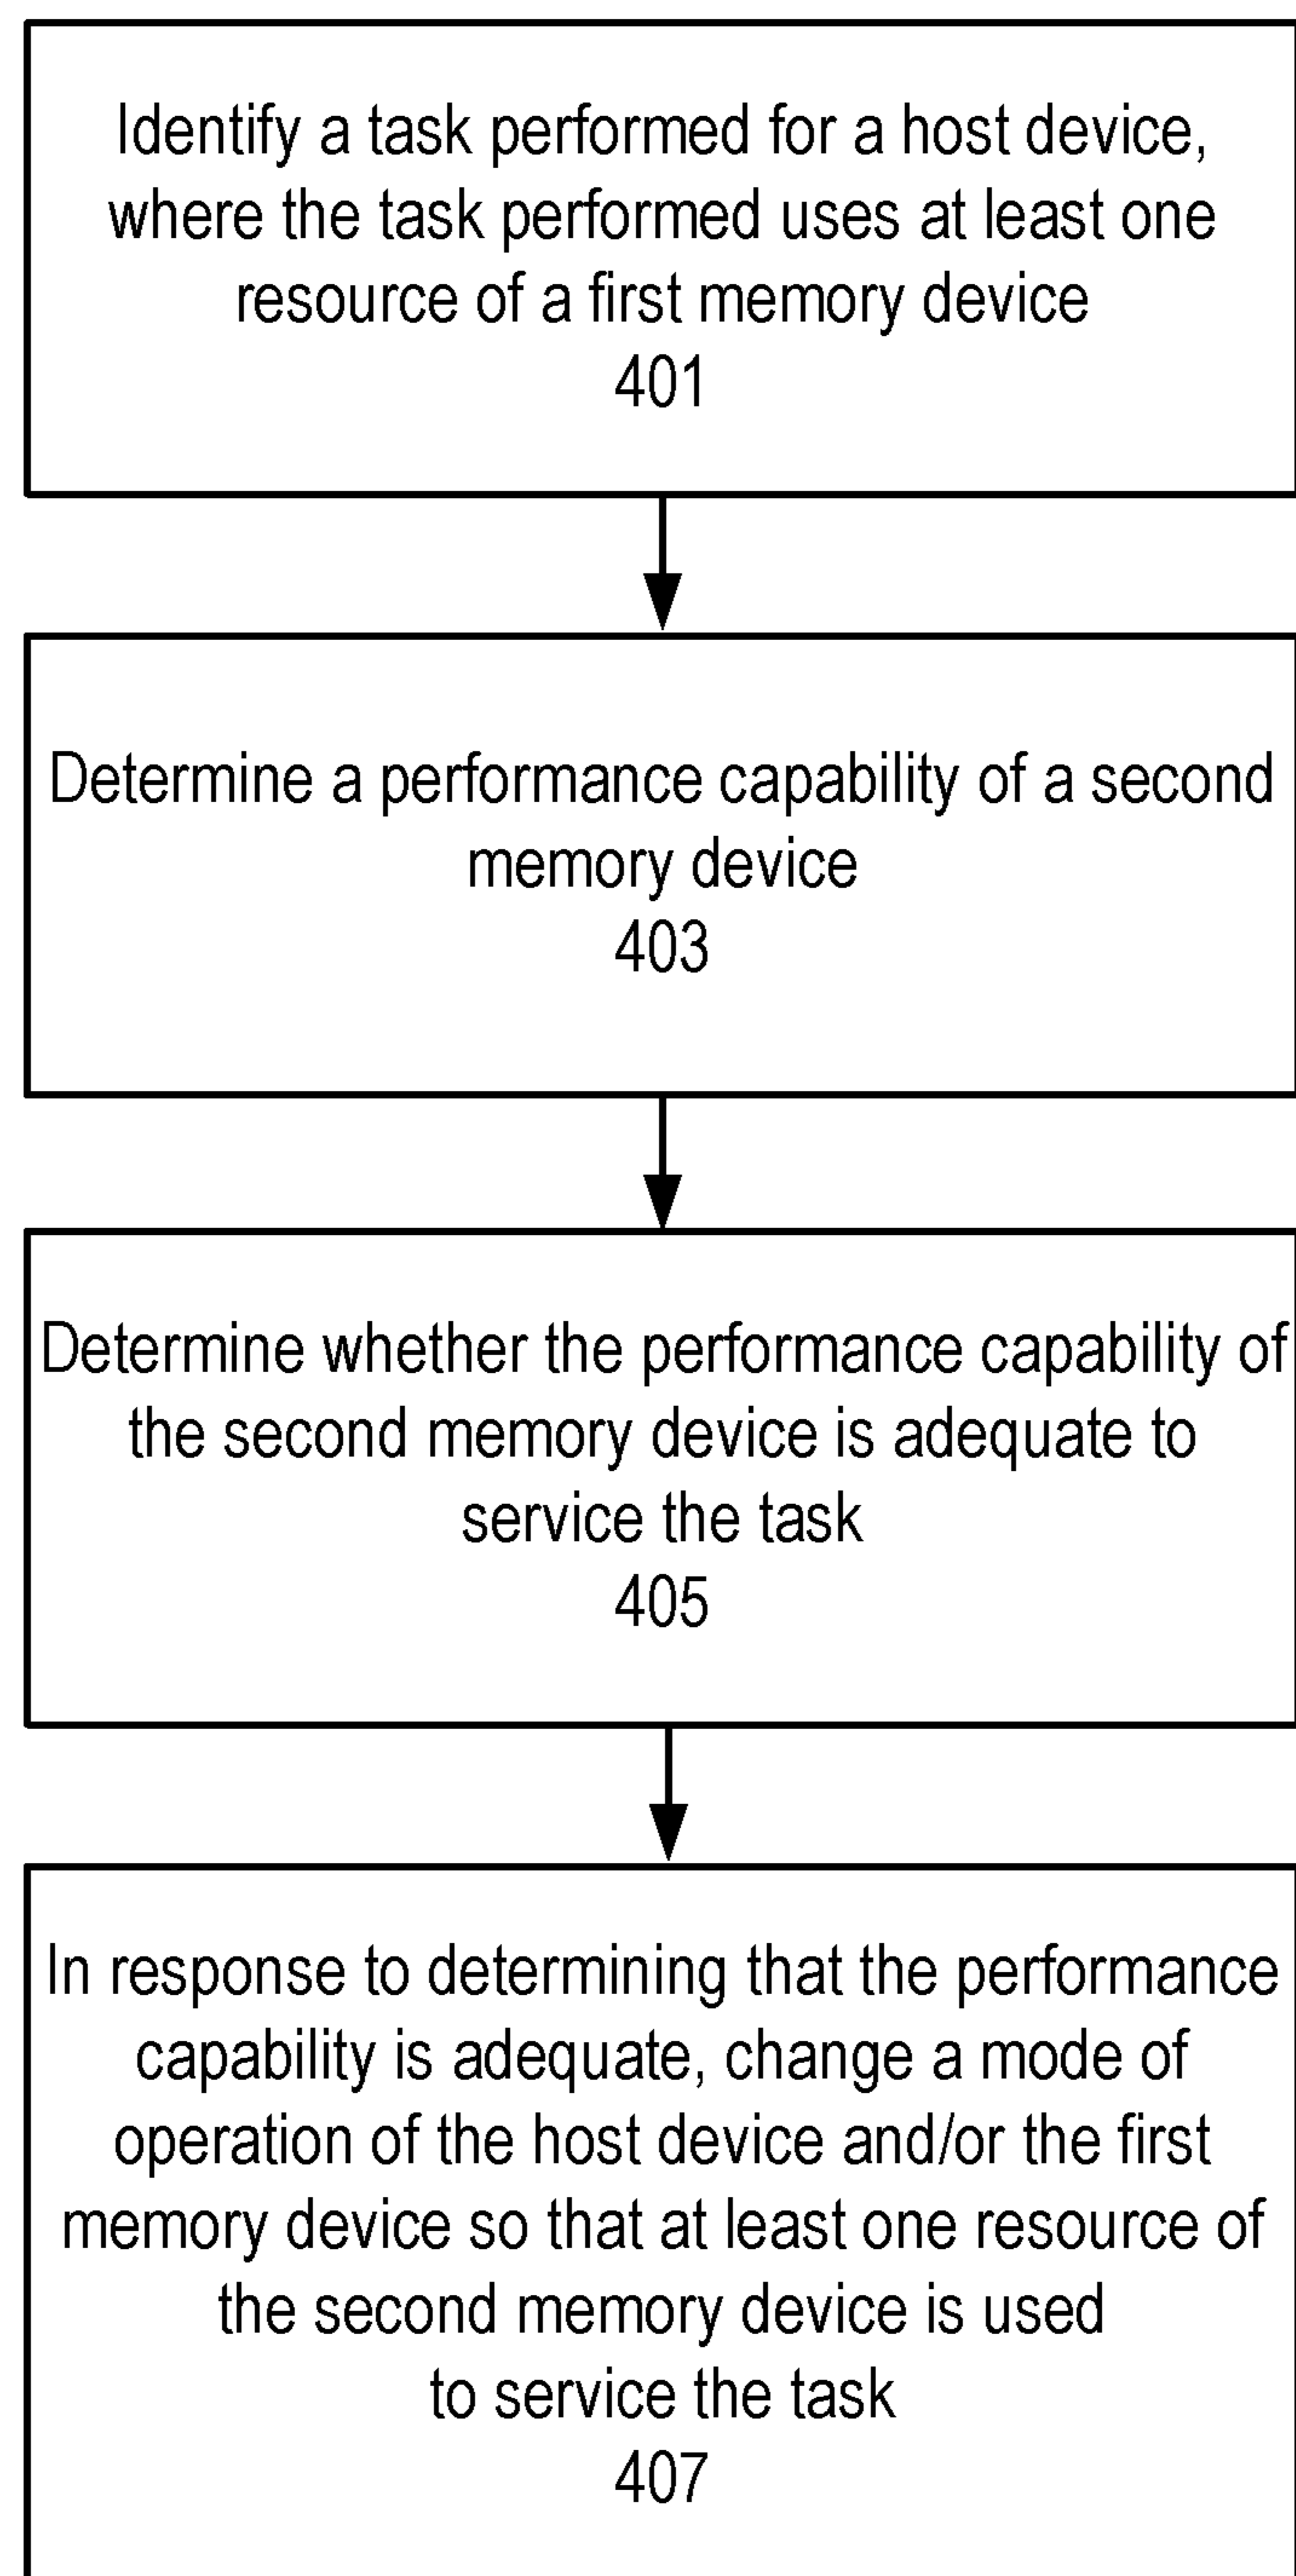 Identify a task performed for a host device,
where the task performed uses at least one
resource of a first memory device
401
Determine a performance capability of a second
memory device
403
Determine whether the performance capability of
the second memory device is adequate to
service the task
405
In response to determining that the performance
capability is adequate, change a mode of
operation of the host device and/or the first
memory device so that at least one resource of
the second memory device is used
to service the task
407